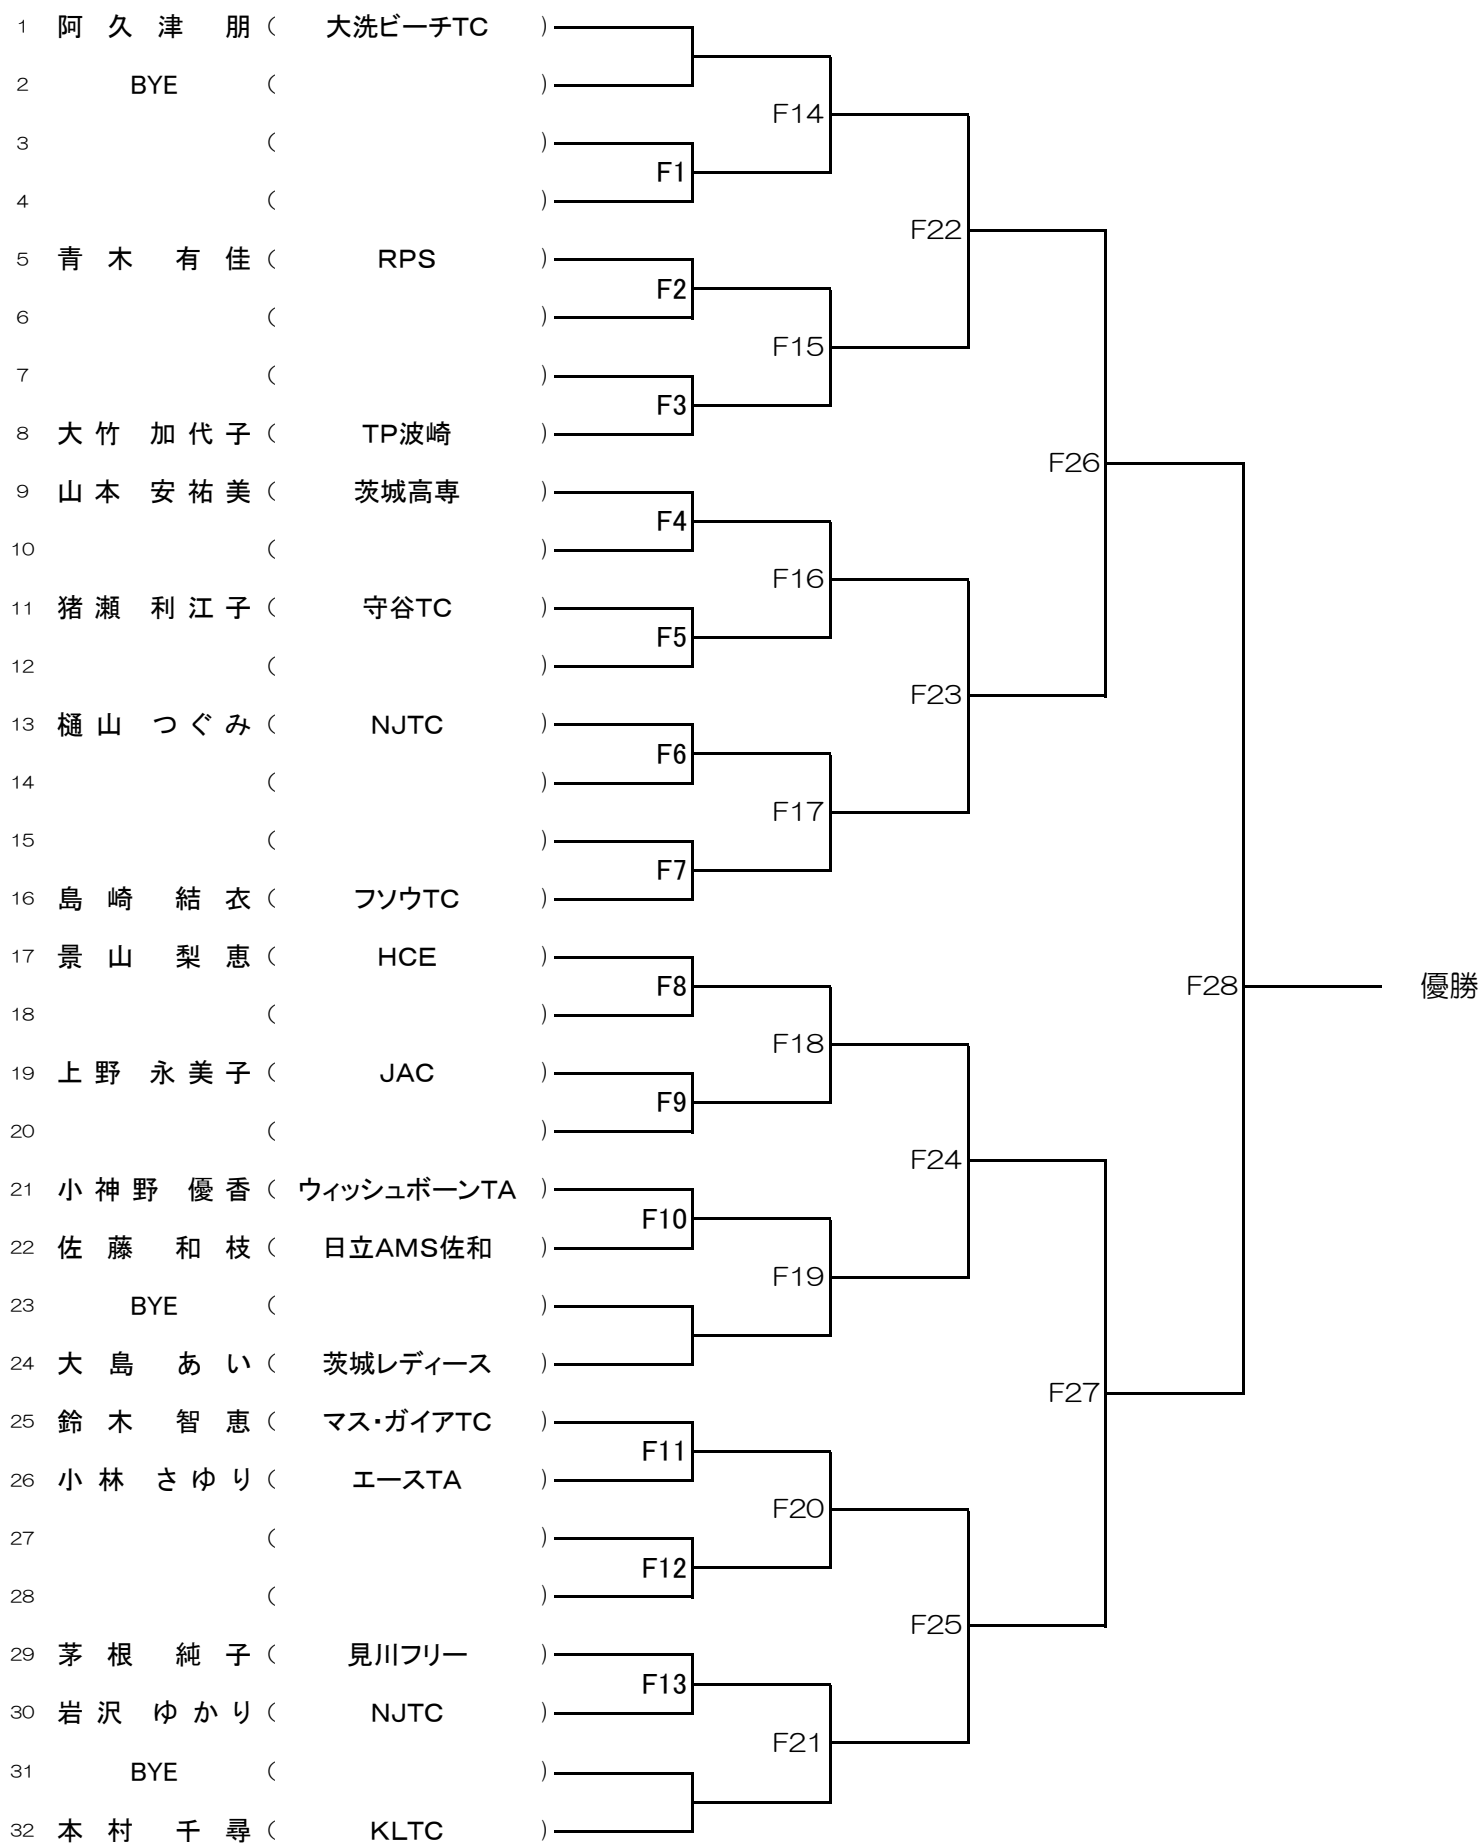 1 阿久津 朋 ( 大洗ビーチTC )
2 BYE ( )
F14
3 ( )
F1
4 ( )
F22
5 青木 有佳 ( RPS )
F2
6 ( )
F15
7 ( )
F3
8 大竹 加代子 ( TP波崎 )
F26
9 山本 安祐美 ( 茨城高専 )
F4
10 ( )
F16
11 猪瀬 利江子 ( 守谷TC )
F5
12 ( )
F23
13 樋山 つぐみ ( NJTC )
F6
14 ( )
F17
15 ( )
F7
16 島崎 結衣 ( フソウTC )
17 景山 梨恵 ( HCE )
F8
F28 優勝
18 ( )
F18
19 上野 永美子 ( JAC )
F9
20 ( )
F24
21 小神野 優香 ( ウィッシュボーンTA )
F10
22 佐藤 和枝 ( 日立AMS佐和 )
F19
23 BYE ( )
24 大島 あい ( 茨城レディース )
F27
25 鈴木 智恵 ( マス・ガイアTC )
F11
26 小林 さゆり ( エースTA )
F20
27 ( )
F12
28 ( )
F25
29 茅根 純子 ( 見川フリー )
F13
30 岩沢 ゆかり ( NJTC )
F21
31 BYE ( )
32 本村 千尋 ( KLTC )